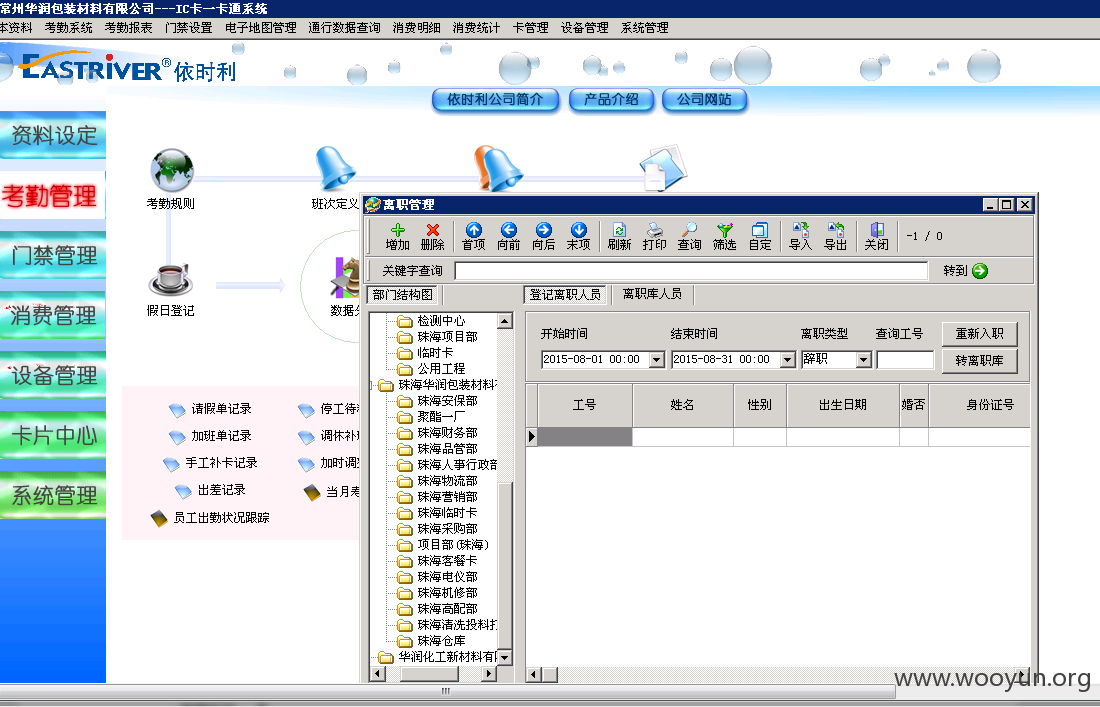 常州华润包装材料有限公司---IC卡一卡通系统
本资料 考勤系统 考勤报表 门禁设置 电子地图管理 通行数据查询 消费明细 消费统计 卡管理 设备管理 系统管理
EASTRIVER® 依时利
依时利公司简介 产品介绍 公司网站
资料设定
考勤管理
门禁管理
消费管理
设备管理
卡片中心
系统管理
考勤规则
班次定义
假日登记
数据分
请假单记录
停工待
加班单记录
调休补
手工补卡记录
加时调
出差记录
当月考
员工出勤状况跟踪
离职管理
增加 删除 首项 向前 向后 末项 刷新 打印 查询 筛选 自定 导入 导出 关闭 -1 / 0
关键字查询 转到
部门结构图
登记离职人员 离职库人员
检测中心
珠海项目部
临时卡
公用工程
珠海华润包装材料
珠海安保部
聚酯一厂
珠海财务部
珠海品管部
珠海人事行政部
珠海物流部
珠海营销部
珠海临时卡
珠海采购部
项目部(珠海)
珠海客餐卡
珠海电仪部
珠海机修部
珠海高配部
珠海清洗投料
珠海仓库
华润化工新材料有
开始时间 结束时间 离职类型 查询工号 重新入职
2015-08-01 00:00 2015-08-31 00:00 辞职 转离职库
工号 姓名 性别 出生日期 婚否 身份证号
www.wooyun.org